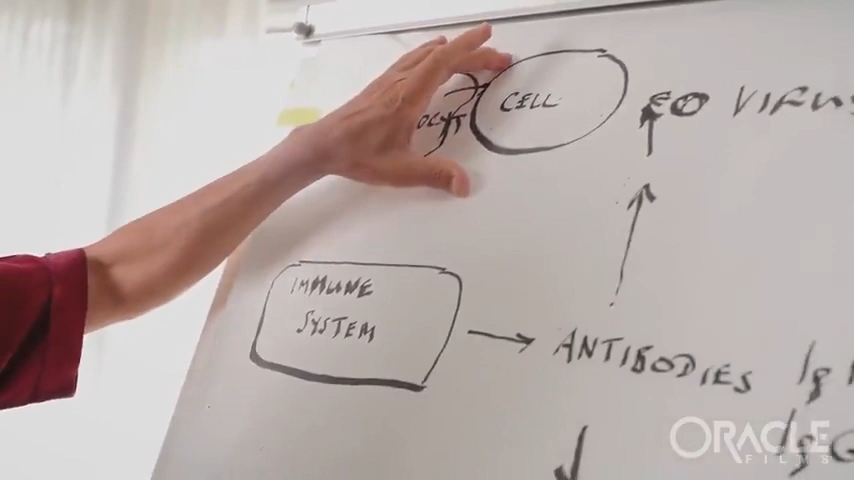 CELL
VIRUS
IMMUNE
SYSTEM
ANTIBODIES
ORACLE
FILMS